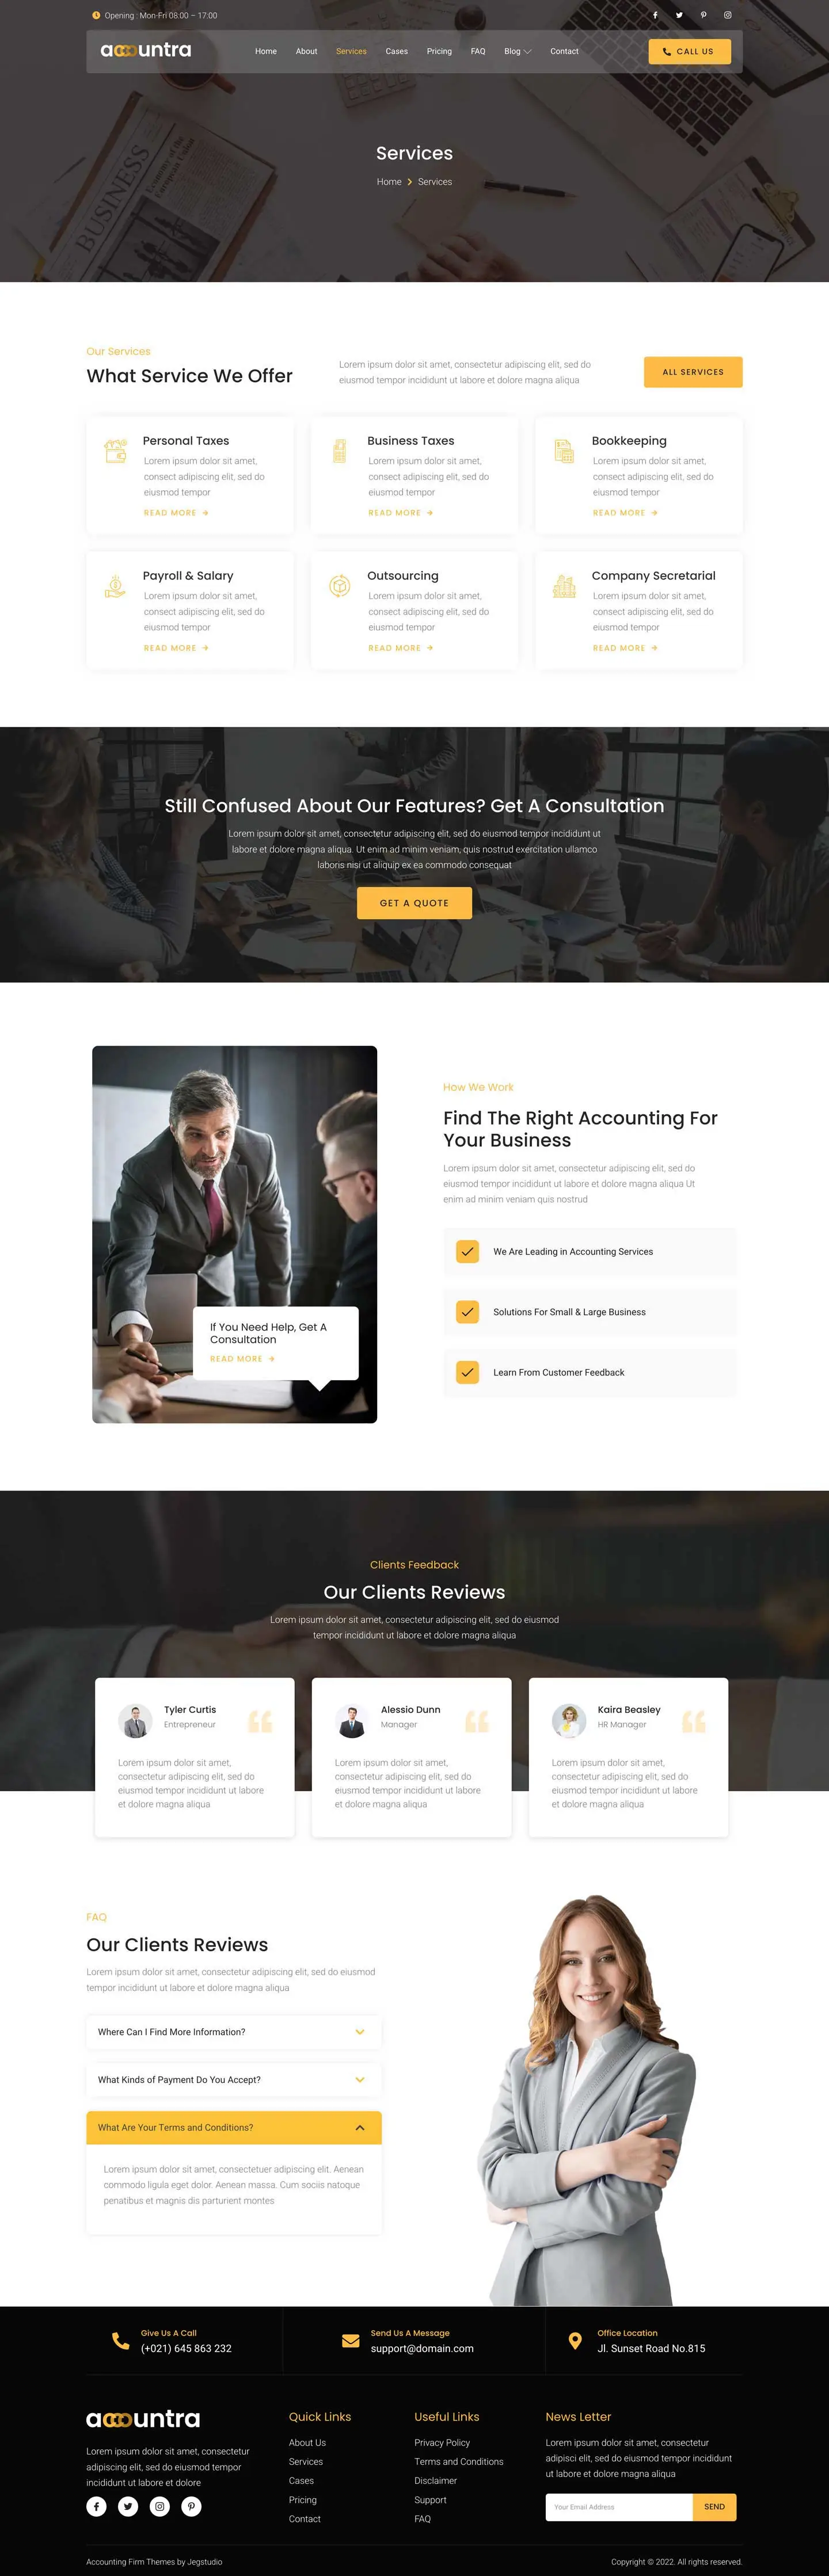 Opening : Mon-Fri 08:00 – 17:00
accountra
Home
About
Services
Cases
Pricing
FAQ
Blog
Contact
CALL US
BUSINESS
Services
Home
Services
Our Services
What Service We Offer
Lorem ipsum dolor sit amet, consectetur adipiscing elit, sed do
eiusmod tempor incididunt ut labore et dolore magna aliqua
ALL SERVICES
Personal Taxes
Lorem ipsum dolor sit amet,
consect adipiscing elit, sed do
eiusmod tempor
READ MORE
Business Taxes
Lorem ipsum dolor sit amet,
consect adipiscing elit, sed do
eiusmod tempor
READ MORE
Bookkeeping
Lorem ipsum dolor sit amet,
consect adipiscing elit, sed do
eiusmod tempor
READ MORE
Payroll & Salary
Lorem ipsum dolor sit amet,
consect adipiscing elit, sed do
eiusmod tempor
READ MORE
Outsourcing
Lorem ipsum dolor sit amet,
consect adipiscing elit, sed do
eiusmod tempor
READ MORE
Company Secretarial
Lorem ipsum dolor sit amet,
consect adipiscing elit, sed do
eiusmod tempor
READ MORE
Still Confused About Our Features? Get A Consultation
Lorem ipsum dolor sit amet, consectetur adipiscing elit, sed do eiusmod tempor incididunt ut
labore et dolore magna aliqua. Ut enim ad minim veniam, quis nostrud exercitation ullamco
laboris nisi ut aliquip ex ea commodo consequat
GET A QUOTE
If You Need Help, Get A
Consultation
READ MORE
How We Work
Find The Right Accounting For
Your Business
Lorem ipsum dolor sit amet, consectetur adipiscing elit, sed do
eiusmod tempor incididunt ut labore et dolore magna aliqua Ut
enim ad minim veniam quis nostrud
We Are Leading in Accounting Services
Solutions For Small & Large Business
Learn From Customer Feedback
Clients Feedback
Our Clients Reviews
Lorem ipsum dolor sit amet, consectetur adipiscing elit, sed do eiusmod
tempor incididunt ut labore et dolore magna aliqua
Tyler Curtis
Entrepreneur
Lorem ipsum dolor sit amet,
consectetur adipiscing elit, sed do
eiusmod tempor incididunt ut labore
et dolore magna aliqua
Alessio Dunn
Manager
Lorem ipsum dolor sit amet,
consectetur adipiscing elit, sed do
eiusmod tempor incididunt ut labore
et dolore magna aliqua
Kaira Beasley
HR Manager
Lorem ipsum dolor sit amet,
consectetur adipiscing elit, sed do
eiusmod tempor incididunt ut labore
et dolore magna aliqua
FAQ
Our Clients Reviews
Lorem ipsum dolor sit amet, consectetur adipiscing elit, sed do eiusmod
tempor incididunt ut labore et dolore magna aliqua
Where Can I Find More Information?
What Kinds of Payment Do You Accept?
What Are Your Terms and Conditions?
Lorem ipsum dolor sit amet, consectetuer adipiscing elit. Aenean
commodo ligula eget dolor. Aenean massa. Cum sociis natoque
penatibus et magnis dis parturient montes
Give Us A Call
(+021) 645 863 232
Send Us A Message
support@domain.com
Office Location
Jl. Sunset Road No.815
accountra
Lorem ipsum dolor sit amet, consectetur
adipiscing elit, sed do eiusmod tempor
incididunt ut labore et dolore
Quick Links
About Us
Services
Cases
Pricing
Contact
Useful Links
Privacy Policy
Terms and Conditions
Disclaimer
Support
FAQ
News Letter
Lorem ipsum dolor sit amet, consectetur
adipisci elit, sed do eiusmod tempor incididunt
ut labore et dolore magna aliqua
Your Email Address
SEND
Accounting Firm Themes by Jegstudio
Copyright © 2022. All rights reserved.